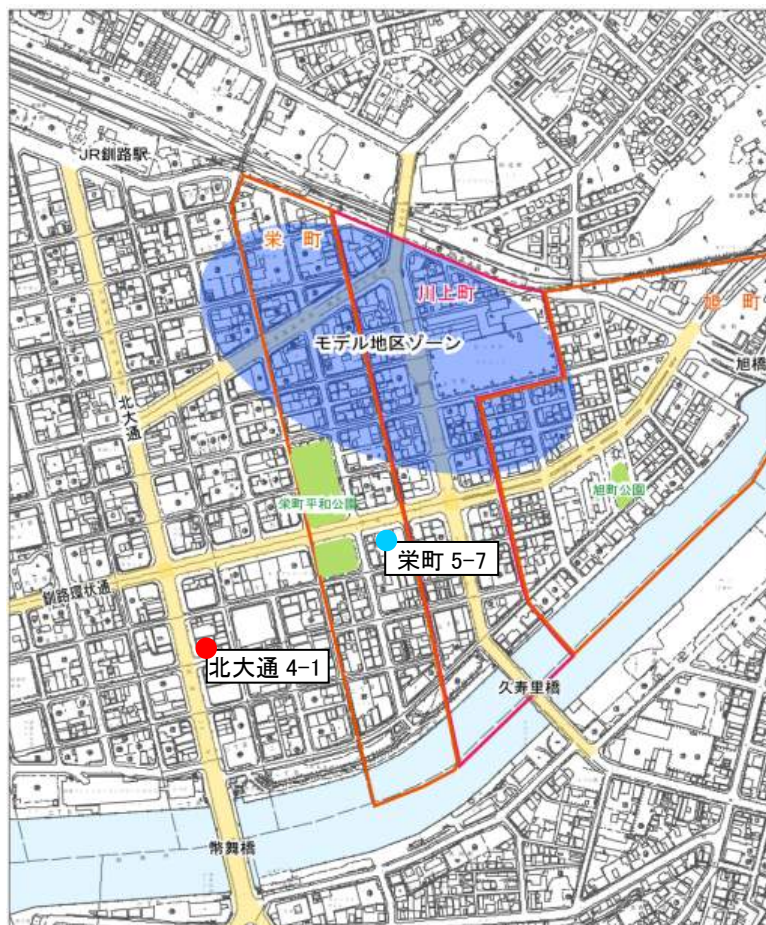 JR釧路駅
栄 町
川上町
旭 町
モデル地区ゾーン
旭橋
北大通
栄町平和公園
旭町公園
栄町 5-7
釧路環状通
北大通 4-1
久寿里橋
幣舞橋